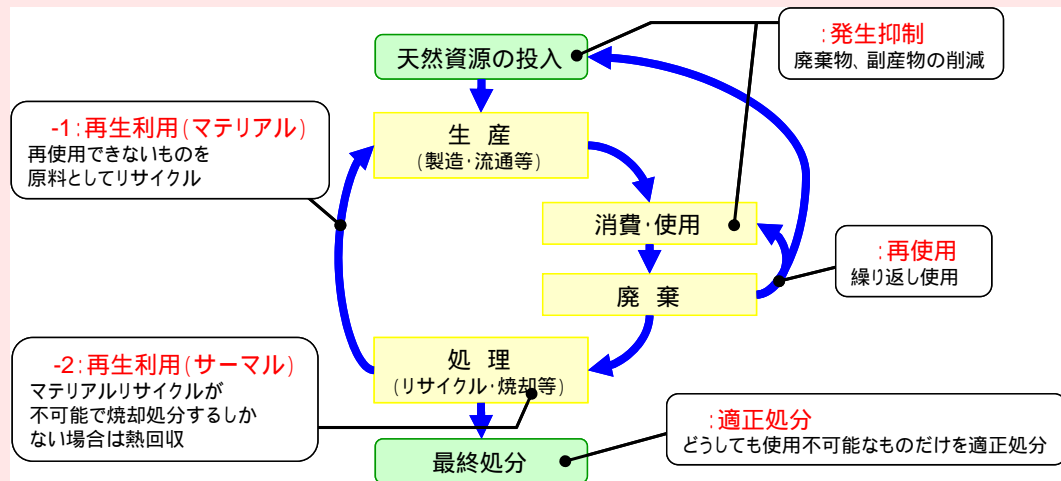 :発生抑制
廃棄物、副産物の削減
天然資源の投入
-1:再生利用(マテリアル)
再使用できないものを
原料としてリサイクル
生 産
(製造・流通等)
消費・使用
:再使用
繰り返し使用
廃 棄
-2:再生利用(サーマル)
マテリアルリサイクルが
不可能で焼却処分するしか
ない場合は熱回収
処 理
(リサイクル・焼却等)
:適正処分
どうしても使用不可能なものだけを適正処分
最終処分